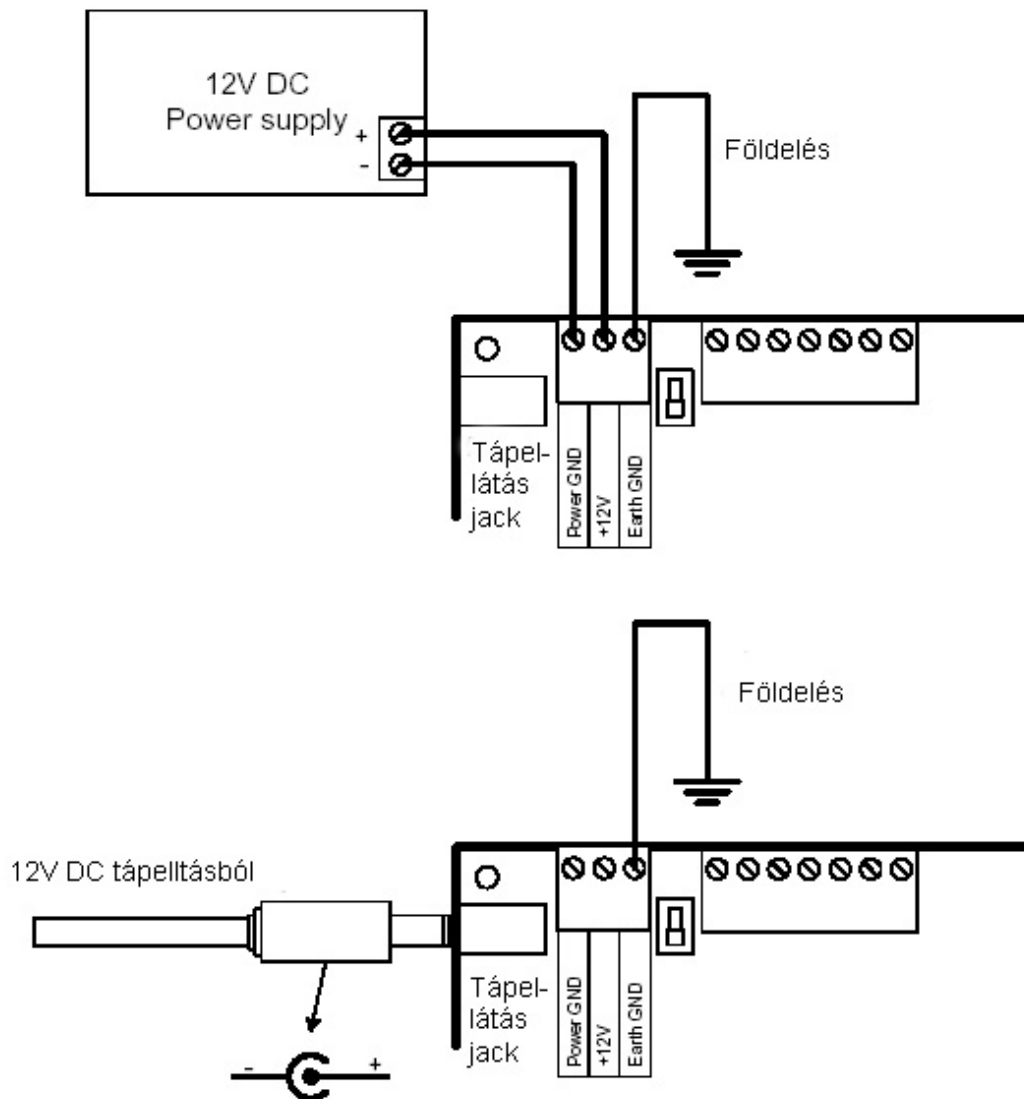 12V DC
Power supply
+
-
Földelés
Tápel-
látás
jack
Power GND
+12V
Earth GND
Földelés
12V DC tápelltásból
Tápel-
látás
jack
Power GND
+12V
Earth GND
- +